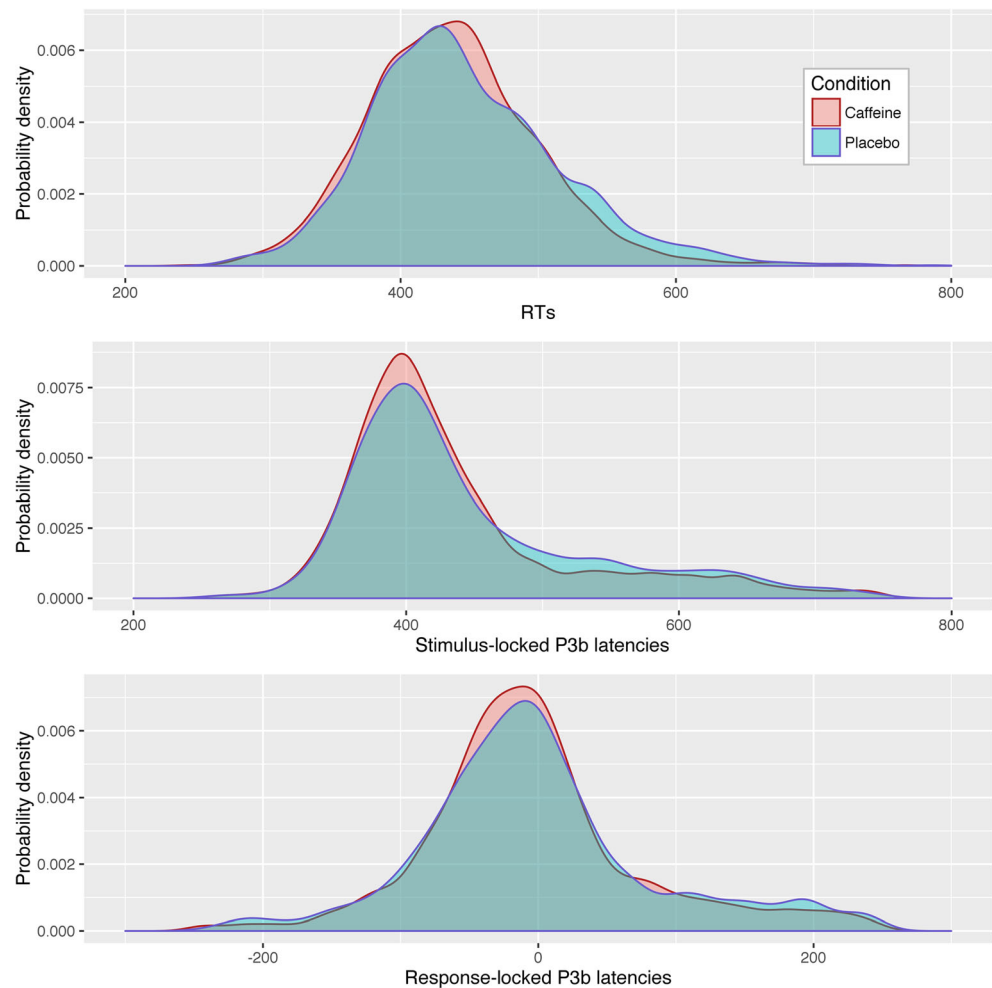 Probability density
0.006
0.004
0.002
0.000
Condition
Caffeine
Placebo
200 400 600 800
RTs
Probability density
0.0075
0.0050
0.0025
0.0000
200 400 600 800
Stimulus-locked P3b latencies
Probability density
0.006
0.004
0.002
0.000
-200 0 200
Response-locked P3b latencies